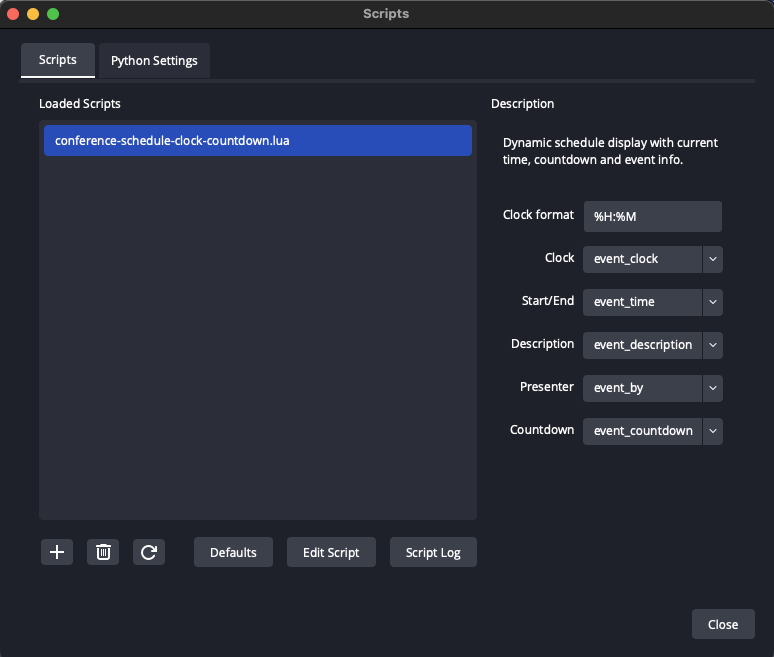 Scripts
Scripts
Python Settings
Loaded Scripts
conference-schedule-clock-countdown.lua
Defaults
Edit Script
Script Log
Description
Dynamic schedule display with current
time, countdown and event info.
Clock format %H:%M
Clock event_clock
Start/End event_time
Description event_description
Presenter event_by
Countdown event_countdown
Close